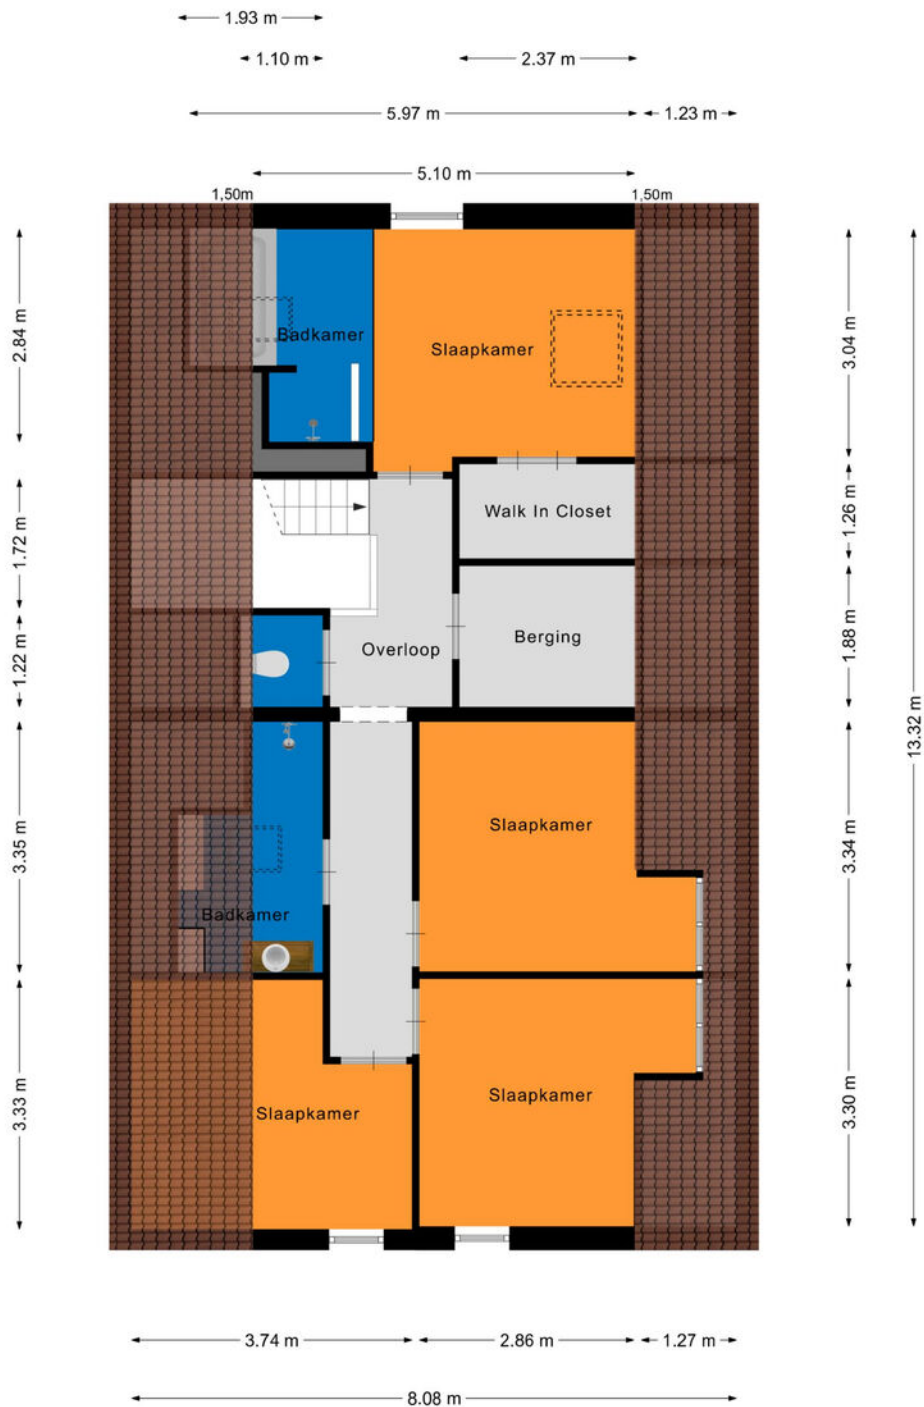 1.93 m
1.10 m
2.37 m
5.97 m
1.23 m
5.10 m
1,50m
1,50m
2.84 m
Badkamer
Slaapkamer
3.04 m
1.72 m
Walk In Closet
1.26 m
1.22 m
Overloop
Berging
1.88 m
13.32 m
3.35 m
Slaapkamer
3.34 m
Badkamer
3.33 m
Slaapkamer
Slaapkamer
3.30 m
3.74 m
2.86 m
1.27 m
8.08 m